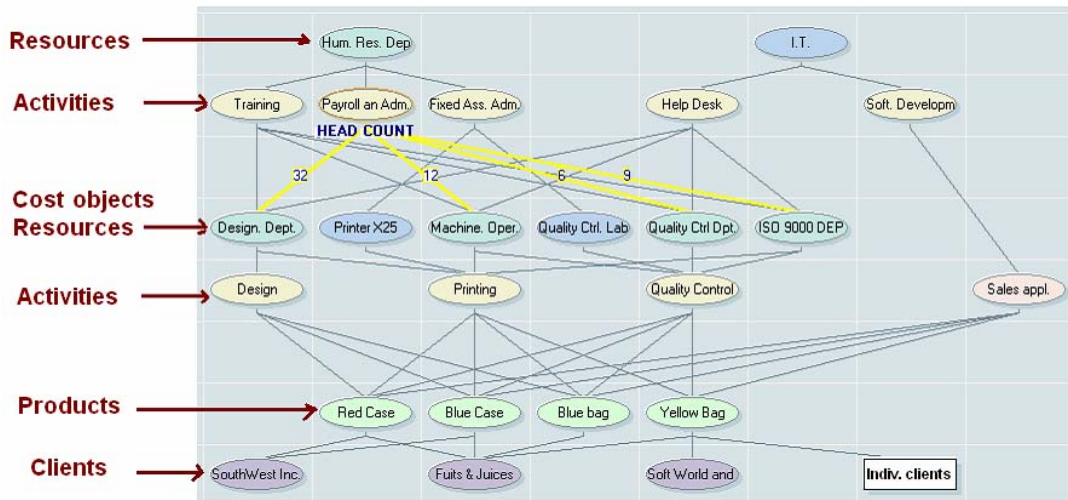 Resources
Hum. Res. Dep
I.T.
Activities
Training
Payroll an Adm.
Fixed Ass. Adm.
Help Desk
Soft. Developm
HEAD COUNT
32
12
6
9
Cost objects
Resources
Design. Dept.
Printer X25
Machine. Oper.
Quality Ctrl. Lab
Quality Ctrl Dpt.
ISO 9000 DEP
Activities
Design
Printing
Quality Control
Sales appl.
Products
Red Case
Blue Case
Blue bag
Yellow Bag
Clients
SouthWest Inc.
Fuits & Juices
Soft World and
Indiv. clients